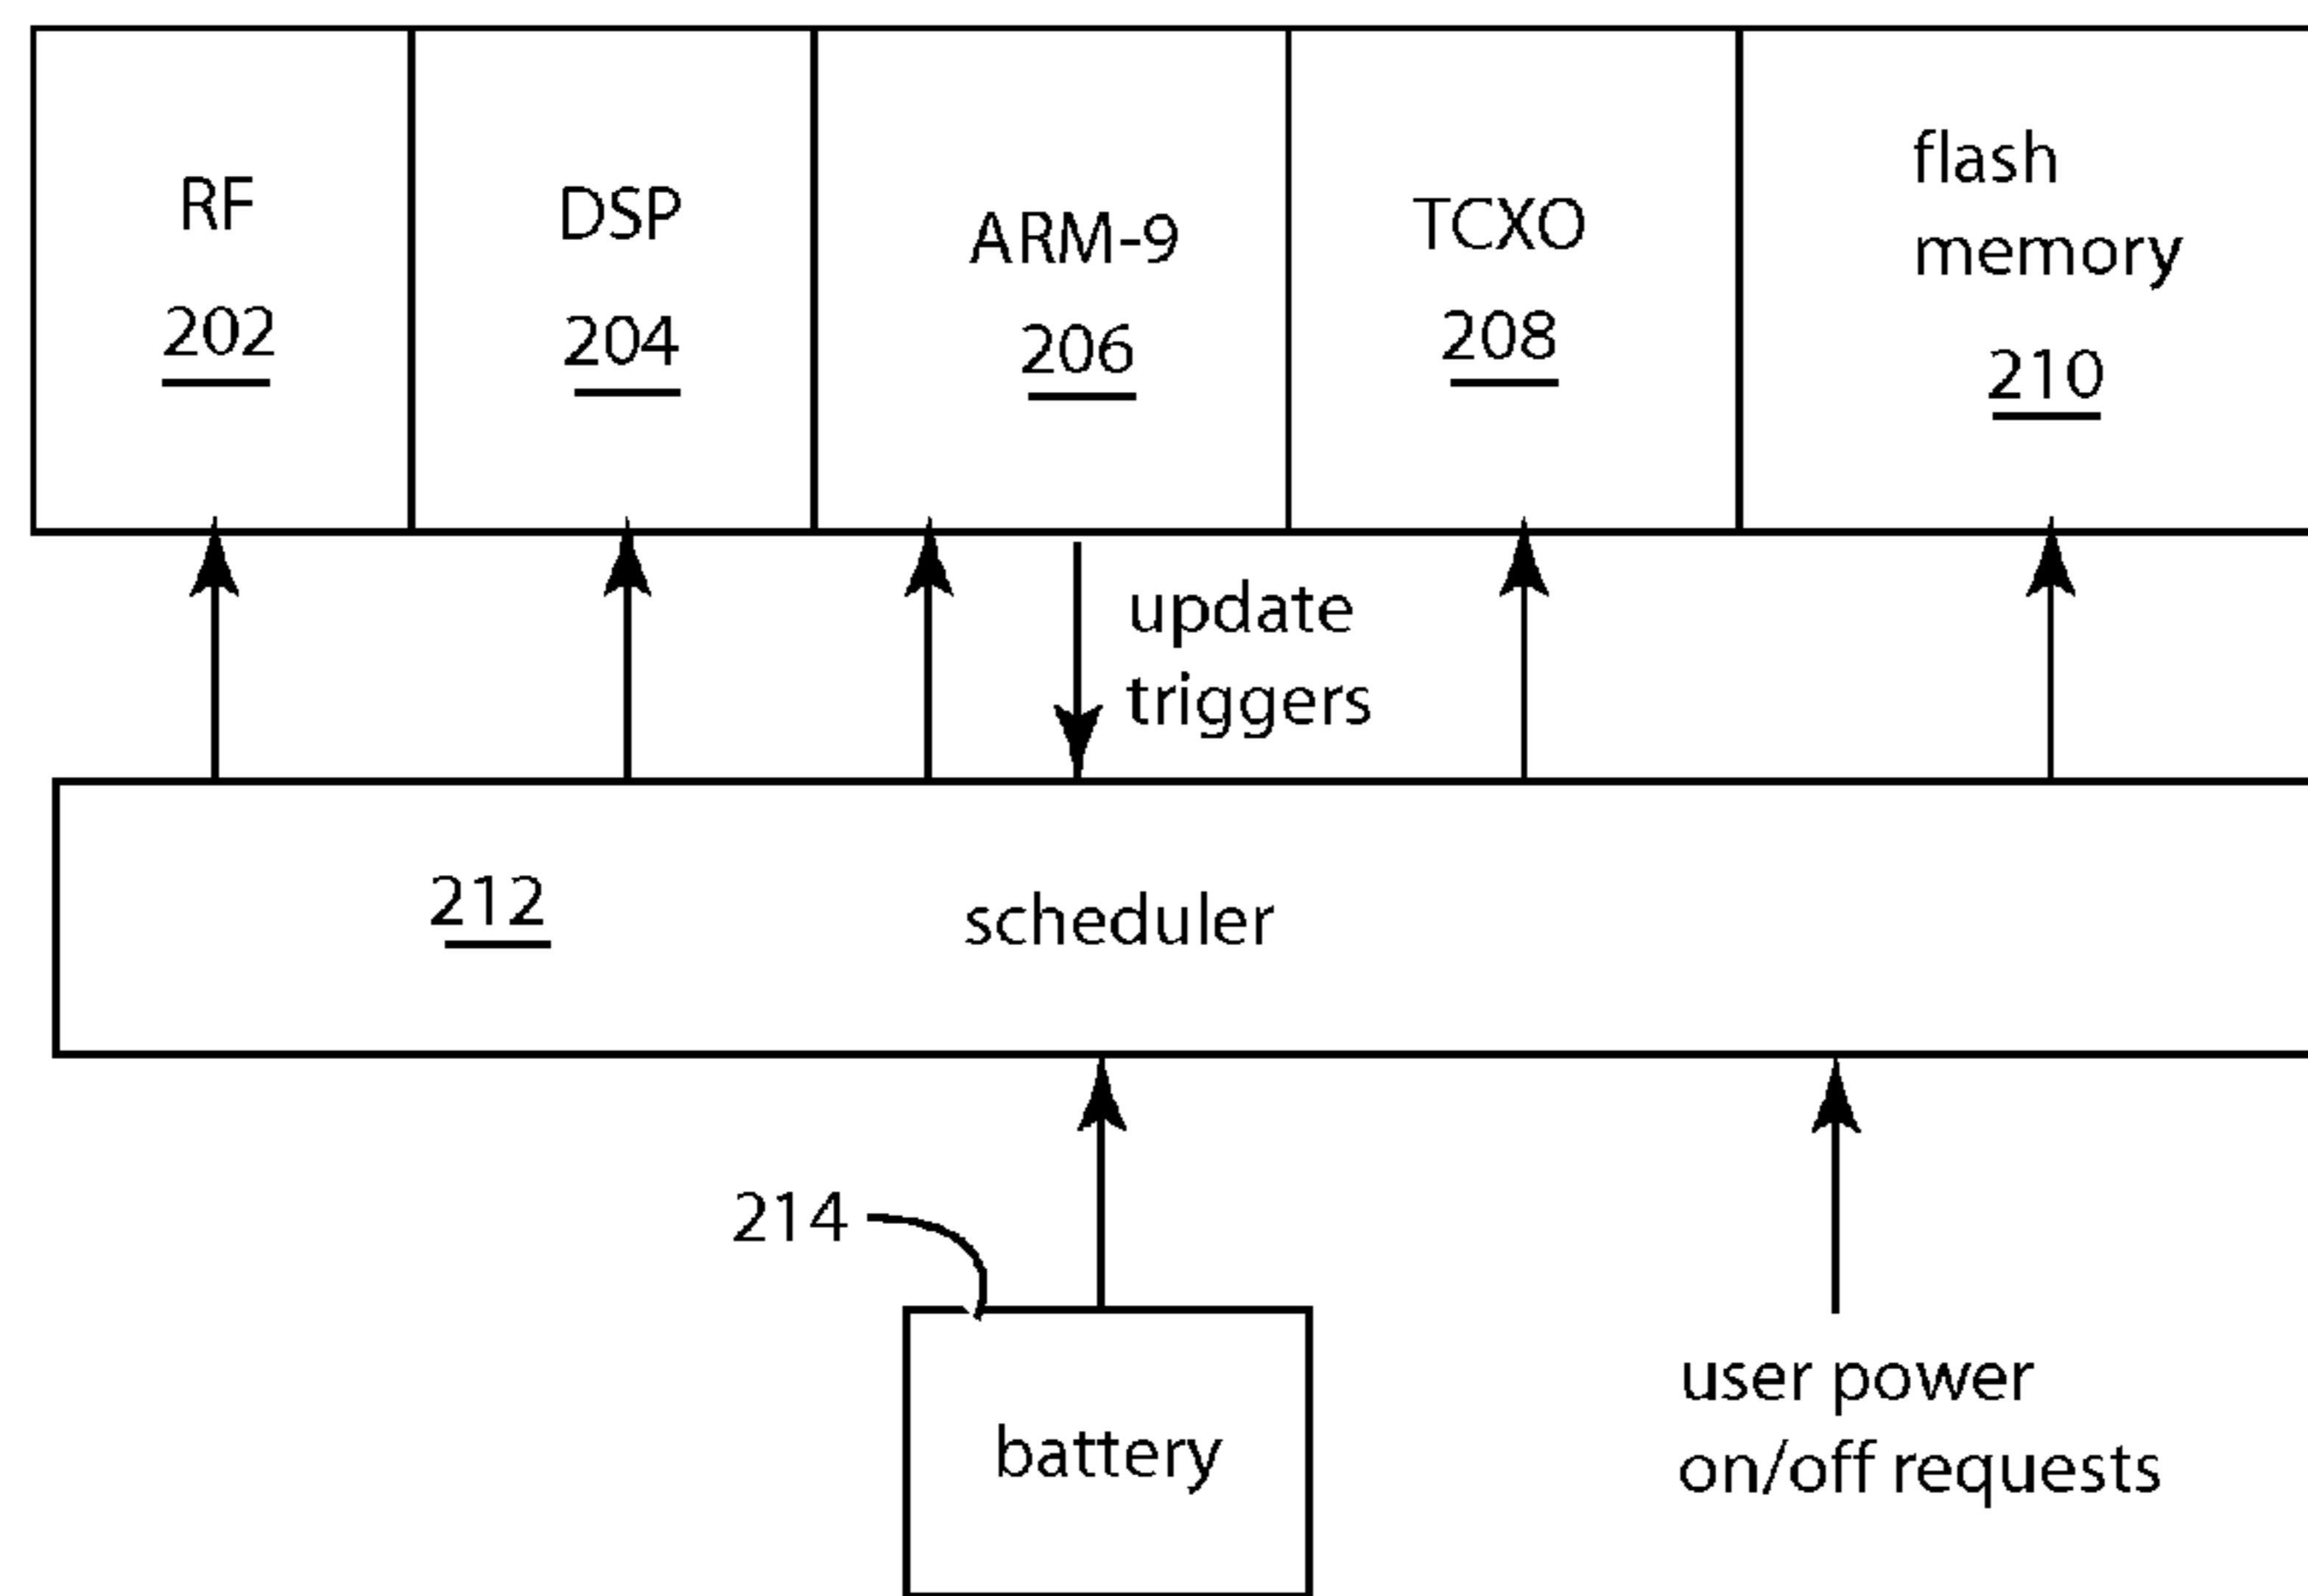 RF
202
DSP
204
ARM-9
206
TCXO
208
flash
memory
210
update
triggers
212
scheduler
214
battery
user power
on/off requests